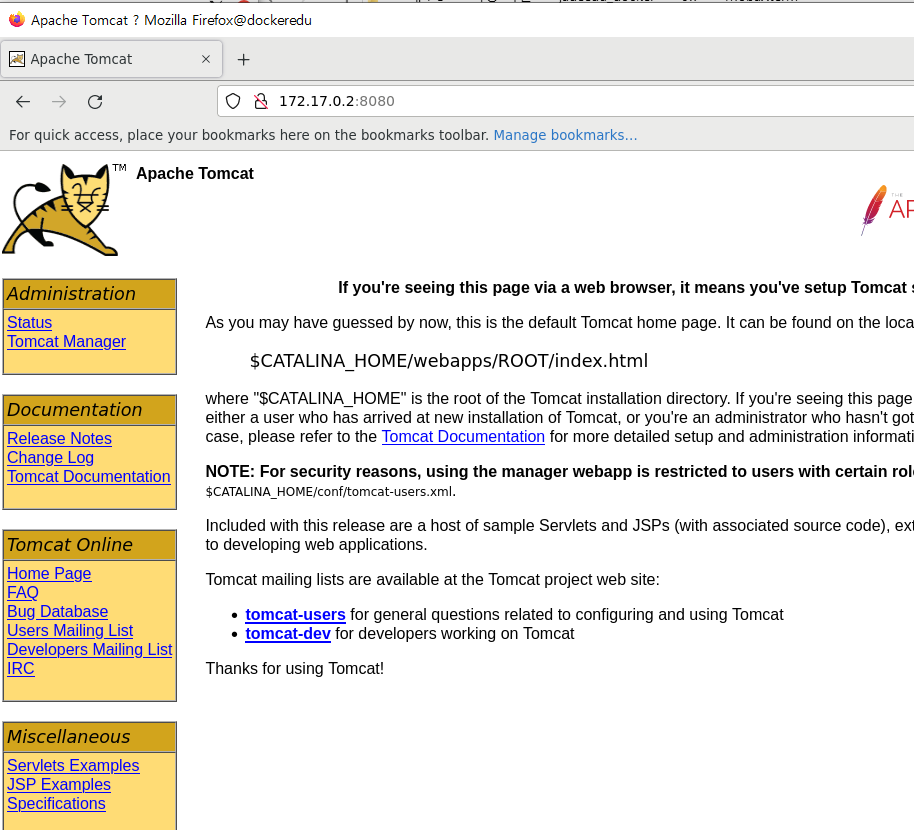 Apache Tomcat ? Mozilla Firefox@dockeredu
Apache Tomcat
172.17.0.2:8080
For quick access, place your bookmarks here on the bookmarks toolbar. Manage bookmarks…
TM
Apache Tomcat
THE
AP
Administration
Status
Tomcat Manager
Documentation
Release Notes
Change Log
Tomcat Documentation
Tomcat Online
Home Page
FAQ
Bug Database
Users Mailing List
Developers Mailing List
IRC
Miscellaneous
Servlets Examples
JSP Examples
Specifications
If you're seeing this page via a web browser, it means you've setup Tomcat s
As you may have guessed by now, this is the default Tomcat home page. It can be found on the loca
$CATALINA_HOME/webapps/ROOT/index.html
where "$CATALINA_HOME" is the root of the Tomcat installation directory. If you're seeing this page
either a user who has arrived at new installation of Tomcat, or you're an administrator who hasn't got
case, please refer to the Tomcat Documentation for more detailed setup and administration informati
NOTE: For security reasons, using the manager webapp is restricted to users with certain role
$CATALINA_HOME/conf/tomcat-users.xml.
Included with this release are a host of sample Servlets and JSPs (with associated source code), ext
to developing web applications.
Tomcat mailing lists are available at the Tomcat project web site:
• tomcat-users for general questions related to configuring and using Tomcat
• tomcat-dev for developers working on Tomcat
Thanks for using Tomcat!